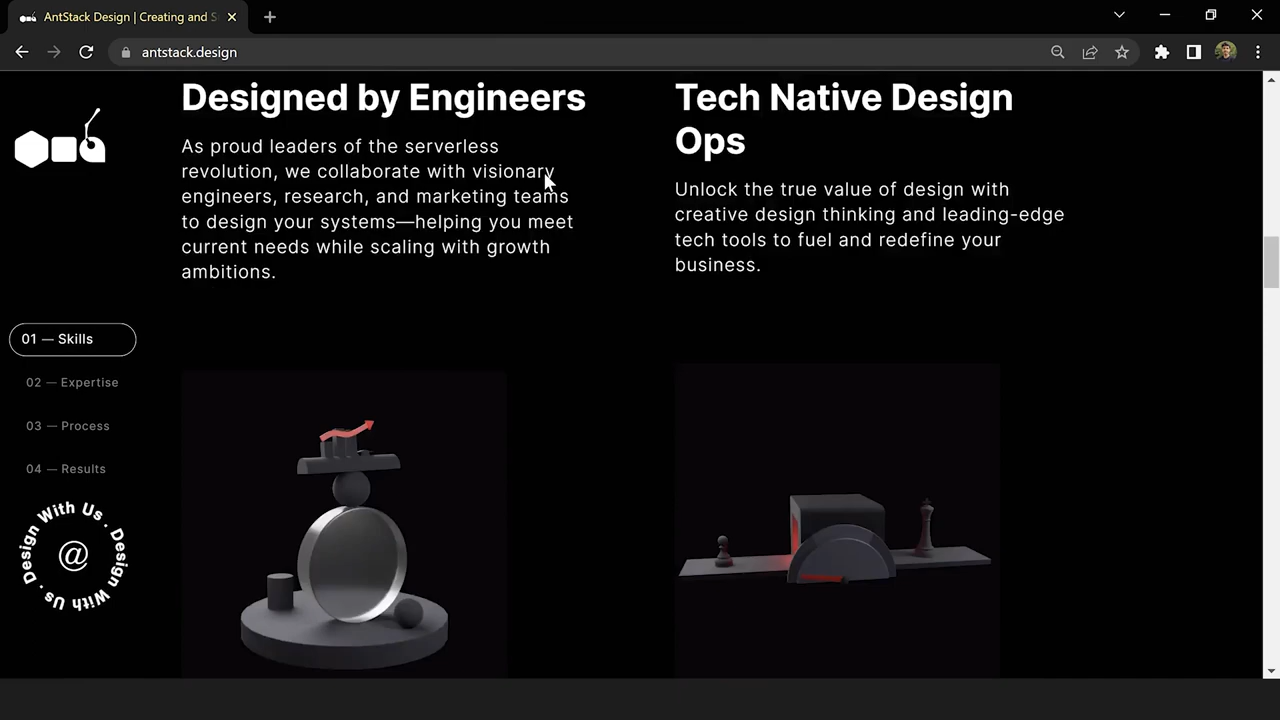 AntStack Design | Creating and S
antstack.design
Designed by Engineers
As proud leaders of the serverless
revolution, we collaborate with visionary
engineers, research, and marketing teams
to design your systems—helping you meet
current needs while scaling with growth
ambitions.
Tech Native Design
Ops
Unlock the true value of design with
creative design thinking and leading-edge
tech tools to fuel and redefine your
business.
01 — Skills
02 — Expertise
03 — Process
04 — Results
Design With Us . Design With Us .
@